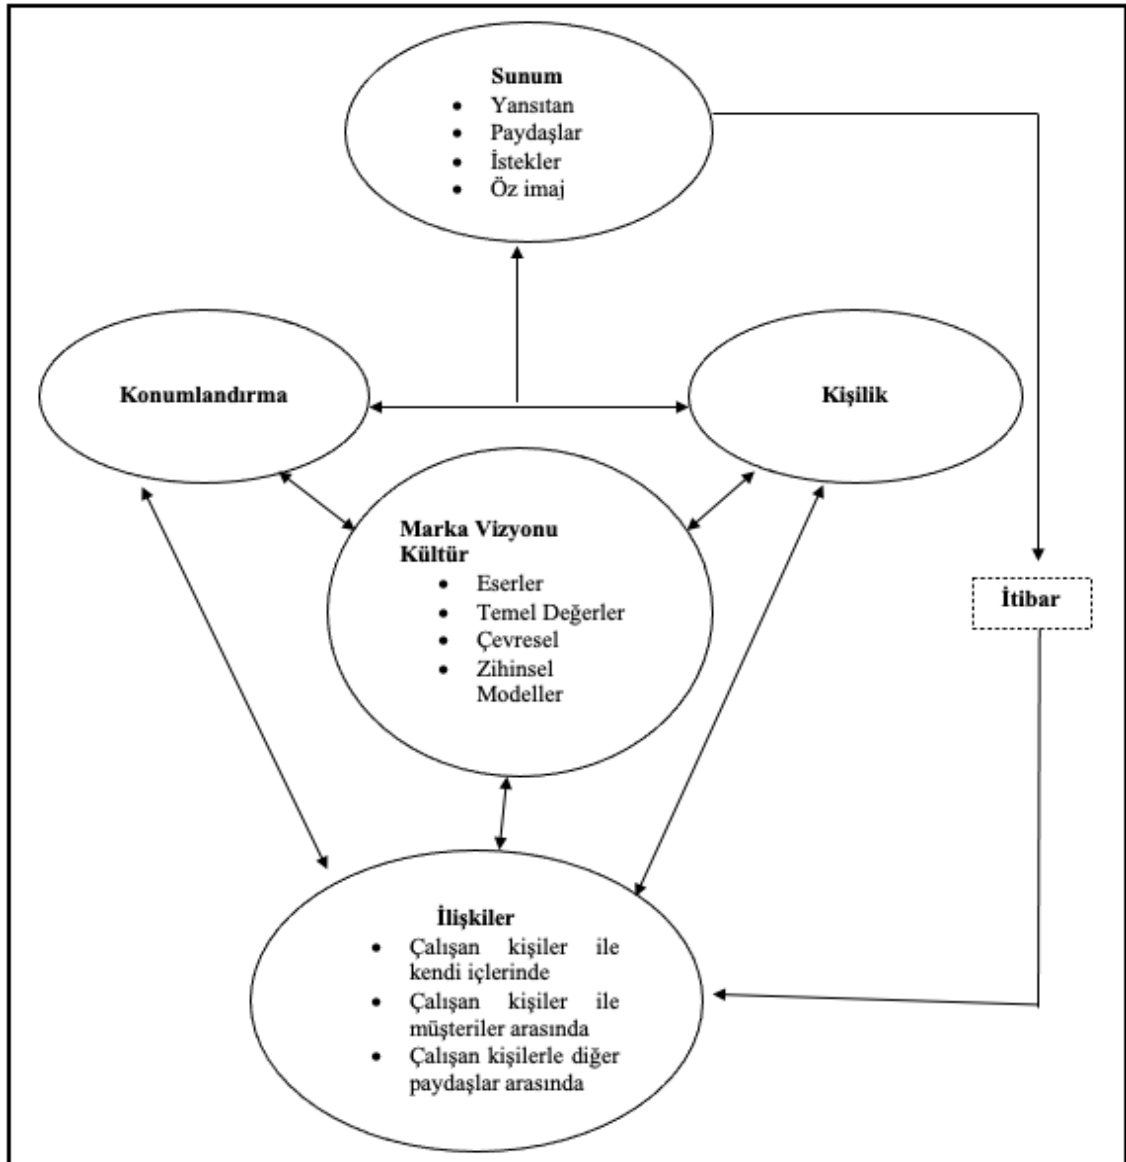 Sunum
• Yansıtan
• Paydaşlar
• İstekler
• Öz imaj
Konumlandırma
Kişilik
Marka Vizyonu
Kültür
• Eserler
• Temel Değerler
• Çevresel
• Zihinsel
Modeller
İtibar
İlişkiler
• Çalışan kişiler ile
kendi içlerinde
• Çalışan kişiler ile
müşteriler arasında
• Çalışan kişilerle diğer
paydaşlar arasında